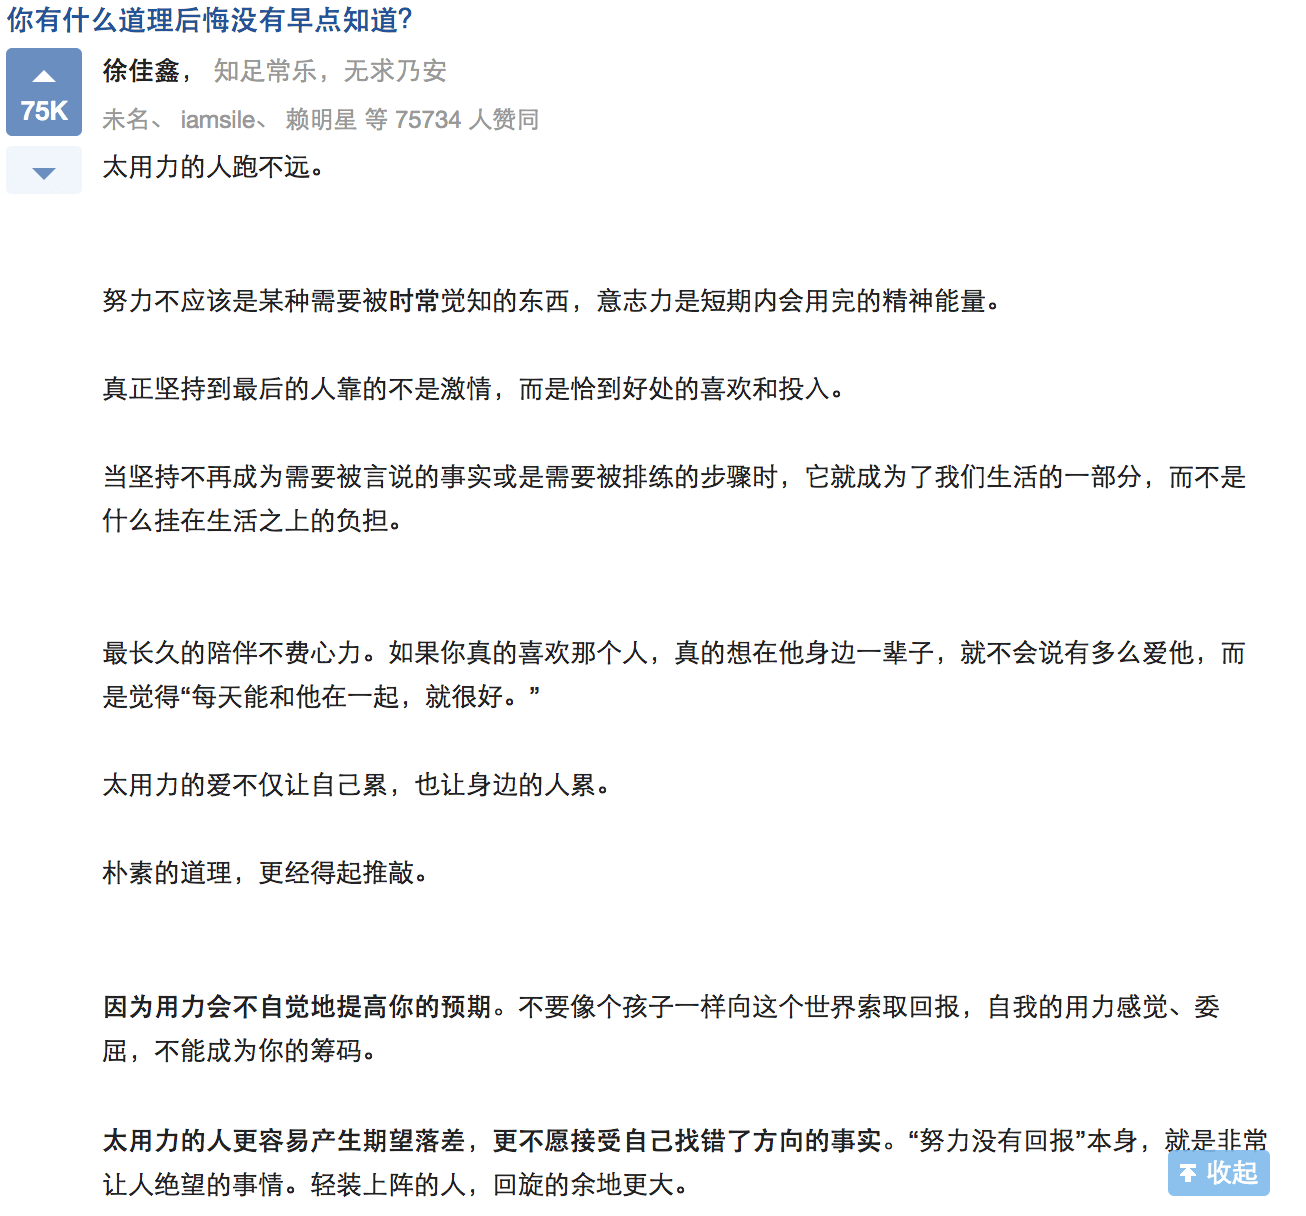 你有什么道理后悔没有早点知道?
75K
徐佳鑫，知足常乐，无求乃安
未名、 iamsile、 赖明星 等 75734 人赞同
太用力的人跑不远。
努力不应该是某种需要被时常觉知的东西，意志力是短期内会用完的精神能量。
真正坚持到最后的人靠的不是激情，而是恰到好处的喜欢和投入。
当坚持不再成为需要被言说的事实或是需要被排练的步骤时，它就成为了我们生活的一部分，而不是
什么挂在生活之上的负担。
最长久的陪伴不费心力。如果你真的喜欢那个人，真的想在他身边一辈子，就不会说有多么爱他，而
是觉得“每天能和他在一起，就很好。”
太用力的爱不仅让自己累，也让身边的人累。
朴素的道理，更经得起推敲。
因为用力会不自觉地提高你的预期。不要像个孩子一样向这个世界索取回报，自我的用力感觉、委
屈，不能成为你的筹码。
太用力的人更容易产生期望落差，更不愿接受自己找错了方向的事实。“努力没有回报”本身，就是非常
让人绝望的事情。轻装上阵的人，回旋的余地更大。
收起